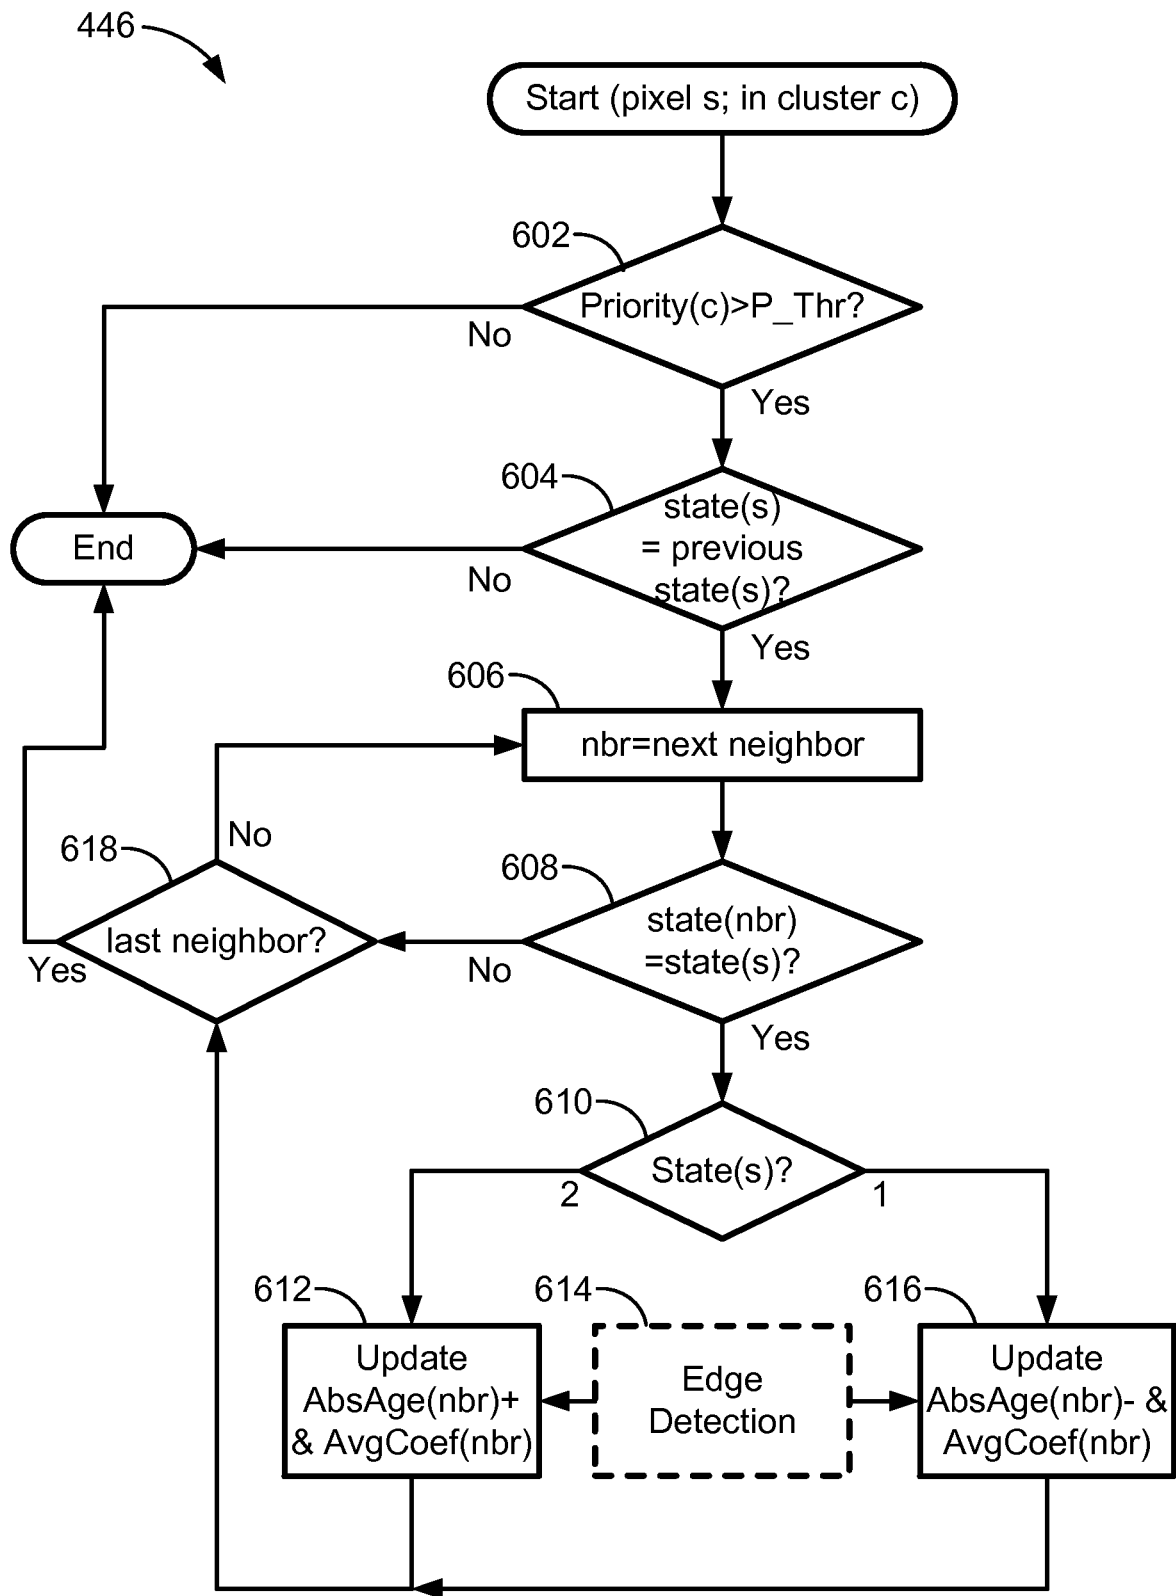 446
Start (pixel s; in cluster c)
602
Priority(c)>P_Thr?
No
Yes
604
state(s)
= previous
state(s)?
End
No
Yes
606
nbr=next neighbor
No
618
608
last neighbor?
state(nbr)
=state(s)?
Yes
No
Yes
610
State(s)?
2
1
612
614
616
Update
AbsAge(nbr)+
& AvgCoef(nbr)
Edge
Detection
Update
AbsAge(nbr)- &
AvgCoef(nbr)